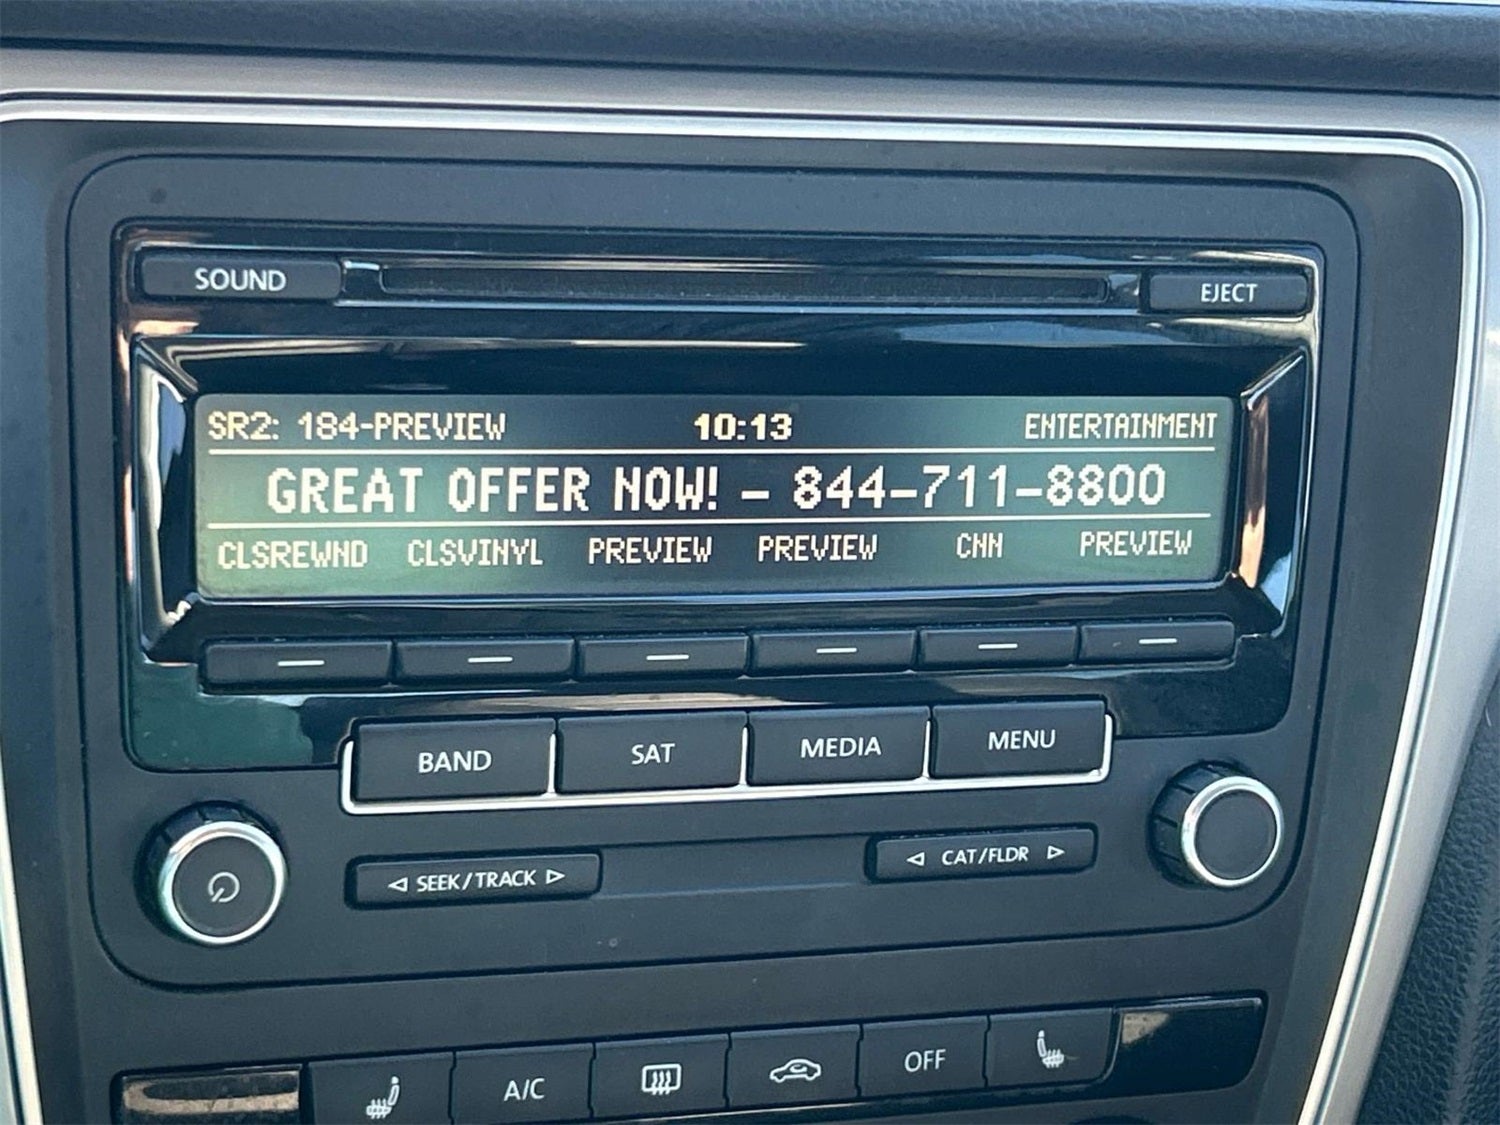 SOUND
EJECT
SR2: 184-PREVIEW 10:13 ENTERTAINMENT
GREAT OFFER NOW! - 844-711-8800
CLSREWND CLSVINYL PREVIEW PREVIEW CNN PREVIEW
BAND SAT MEDIA MENU
SEEK/TRACK CAT/FLDR
A/C OFF